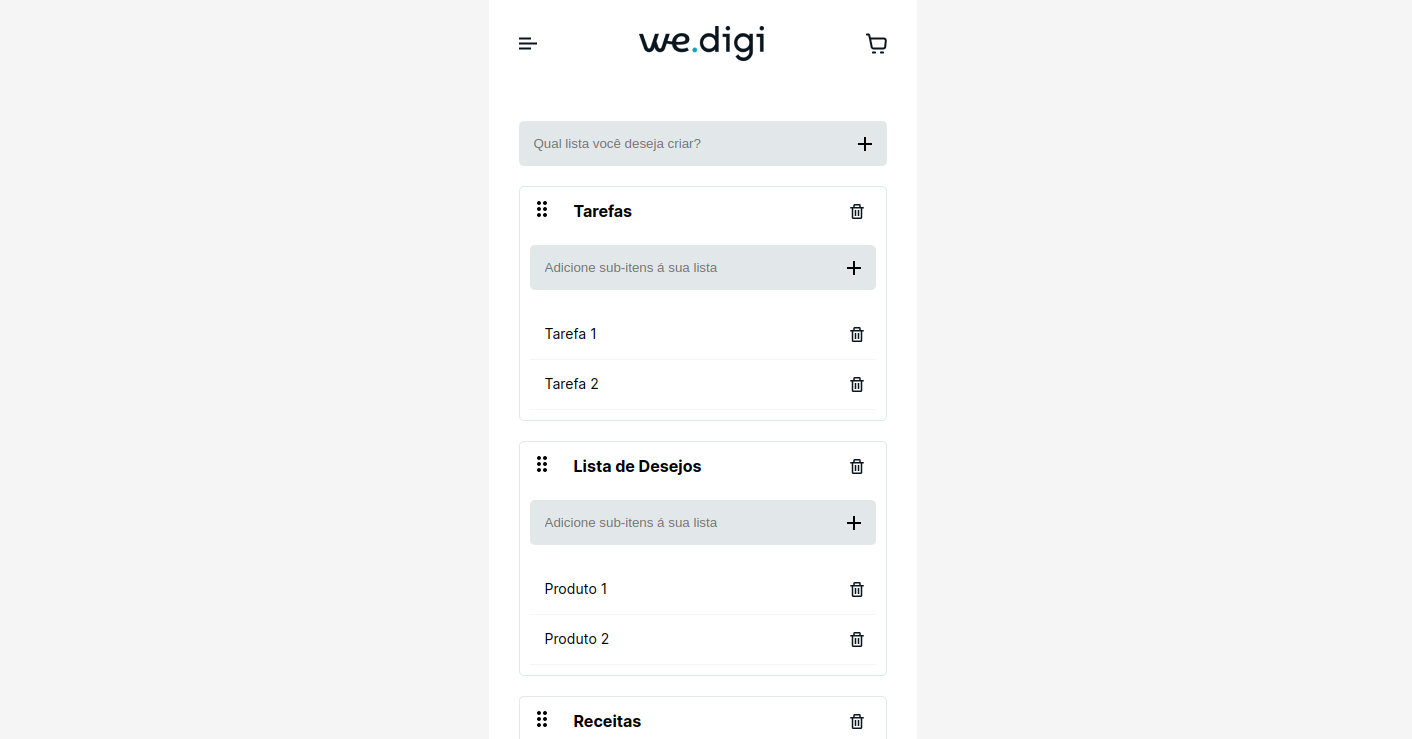 we.digi
Qual lista você deseja criar?
Tarefas
Adicione sub-itens á sua lista
Tarefa 1
Tarefa 2
Lista de Desejos
Adicione sub-itens á sua lista
Produto 1
Produto 2
Receitas